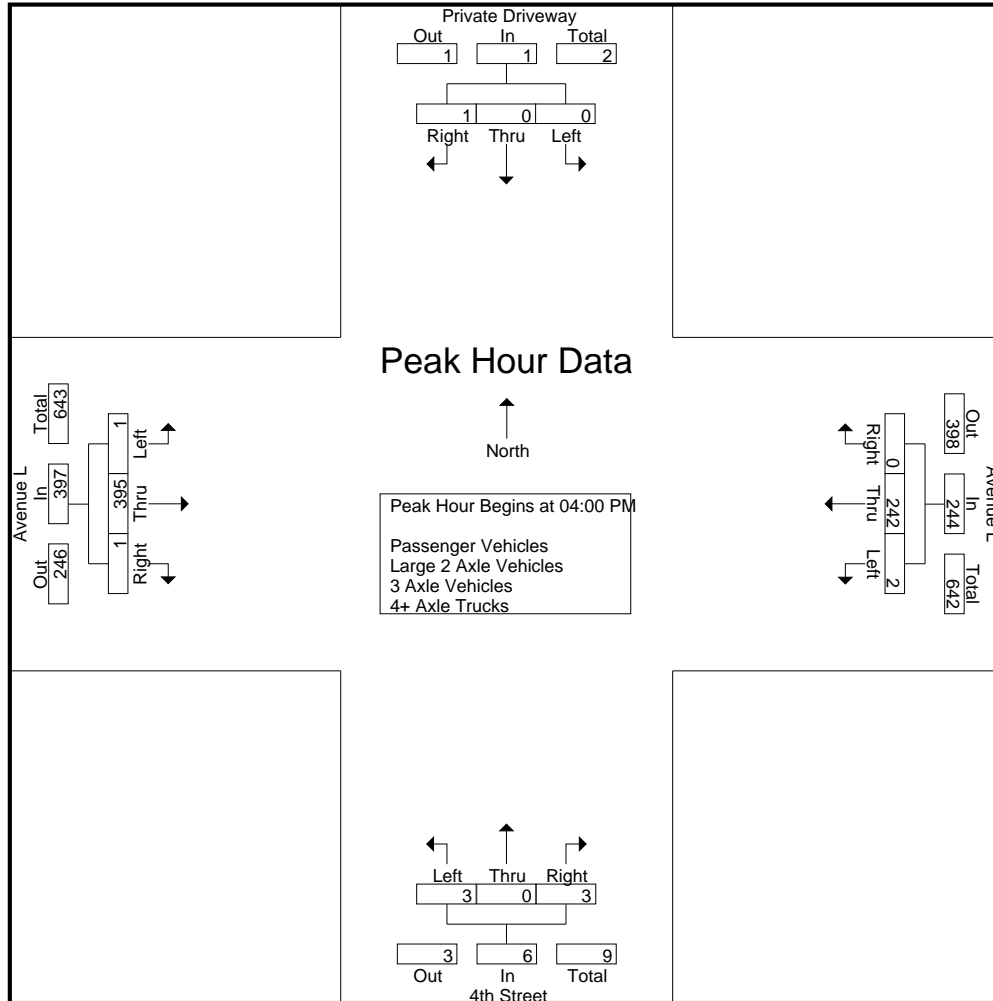 Private Driveway
Out In Total
1 1 2
1 0 0
Right Thru Left
Peak Hour Data
North
Peak Hour Begins at 04:00 PM
Passenger Vehicles
Large 2 Axle Vehicles
3 Axle Vehicles
4+ Axle Trucks
Avenue L
Out In Total
246 397 643
1 395 1
Right Thru Left
Right Thru Left
0 242 2
398 244 642
Out In Total
Avenue L
Left Thru Right
3 0 3
3 6 9
Out In Total
4th Street